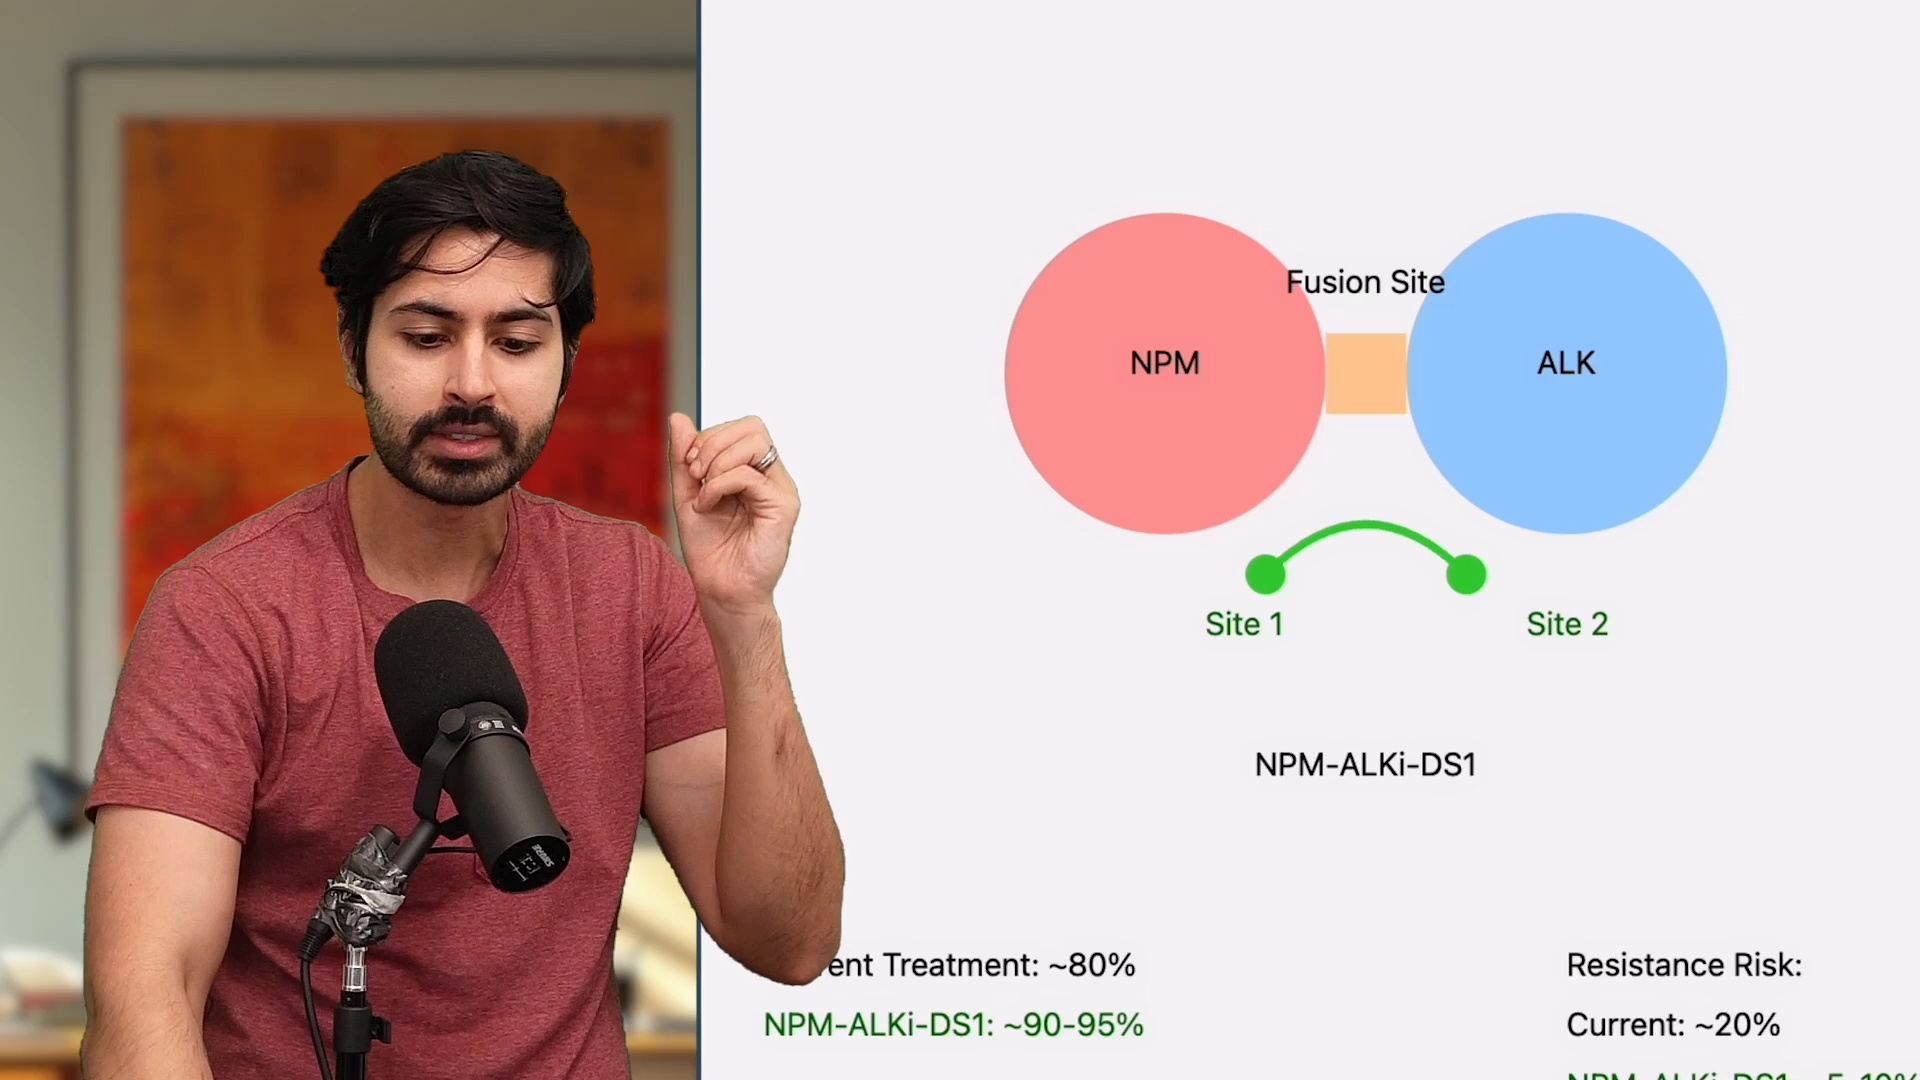 Fusion Site
NPM
ALK
Site 1
Site 2
NPM-ALKi-DS1
Treatment: ~80%
NPM-ALKi-DS1: ~90-95%
Resistance Risk:
Current: ~20%
SHURE